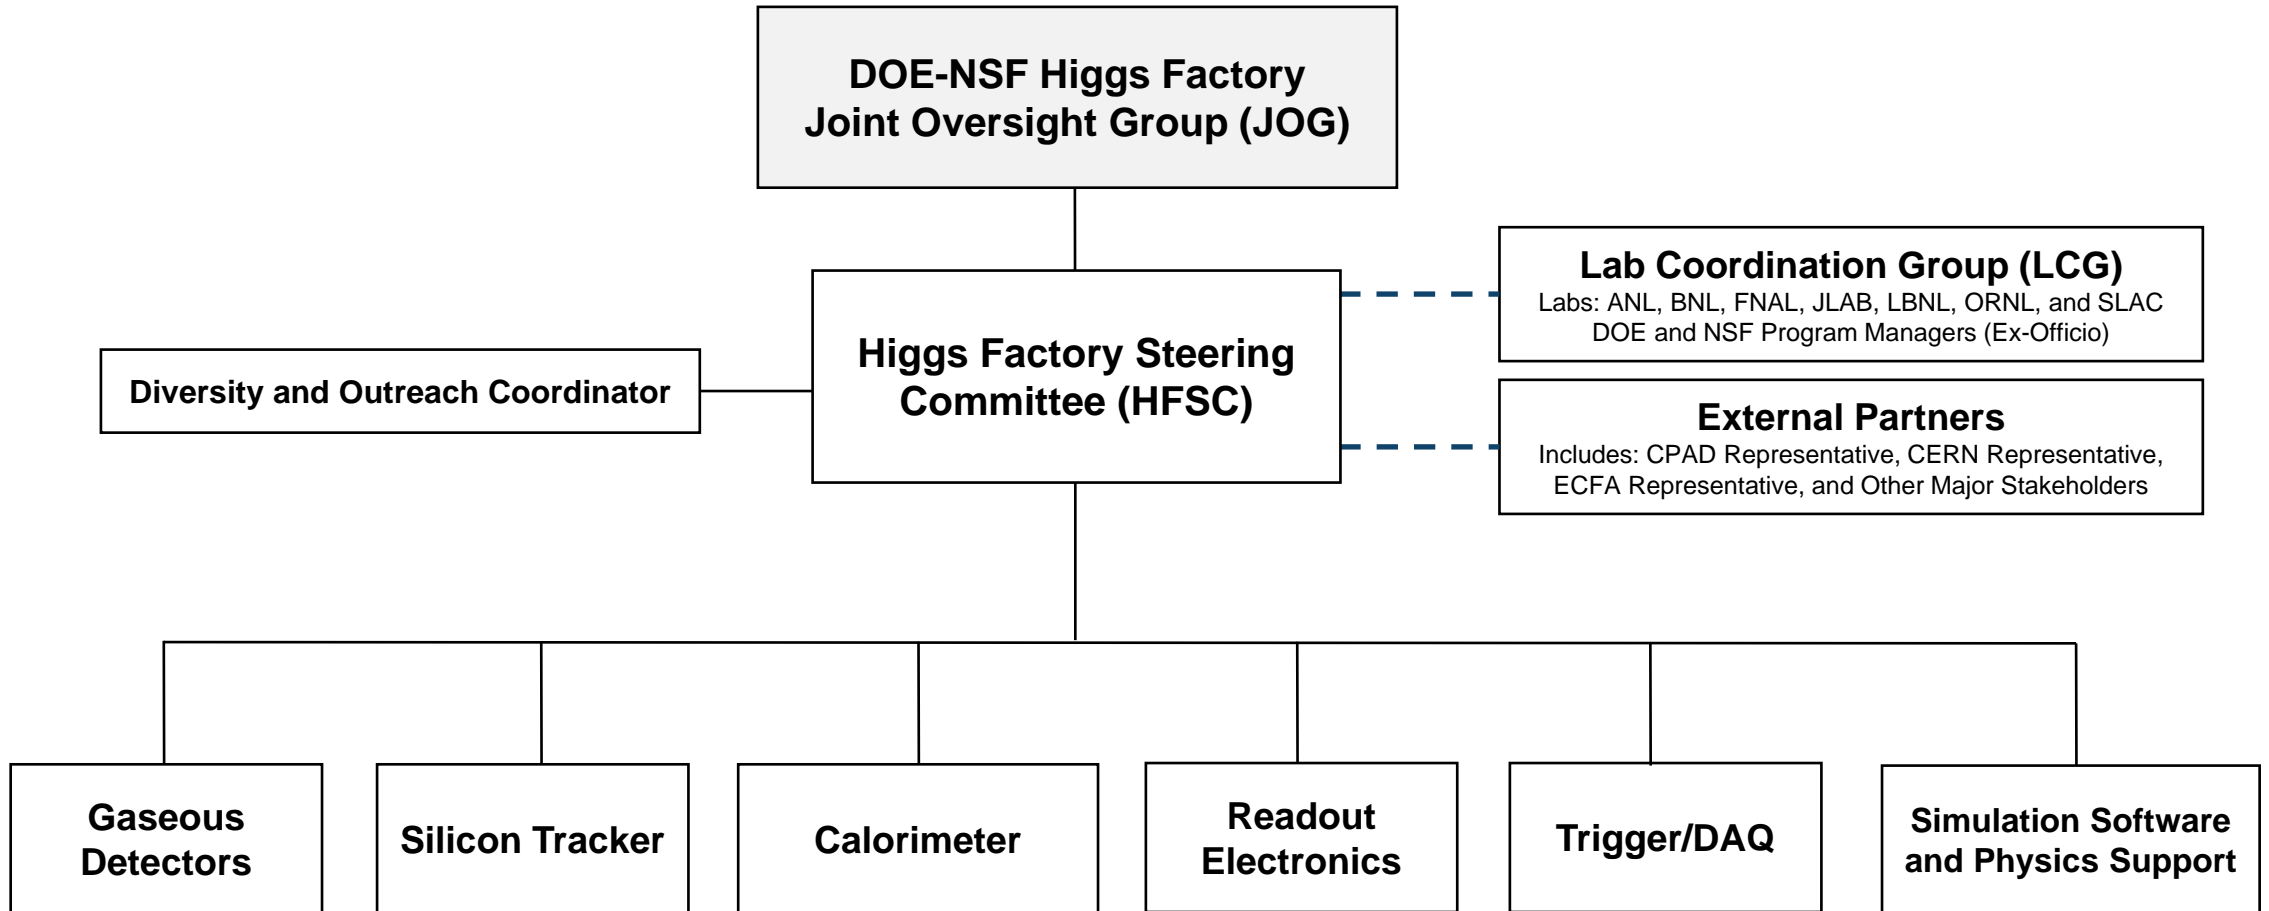 DOE-NSF Higgs Factory
Joint Oversight Group (JOG)
Lab Coordination Group (LCG)
Labs: ANL, BNL, FNAL, JLAB, LBNL, ORNL, and SLAC
DOE and NSF Program Managers (Ex-Officio)
Higgs Factory Steering
Committee (HFSC)
Diversity and Outreach Coordinator
External Partners
Includes: CPAD Representative, CERN Representative,
ECFA Representative, and Other Major Stakeholders
Gaseous
Detectors
Silicon Tracker
Calorimeter
Readout
Electronics
Trigger/DAQ
Simulation Software
and Physics Support